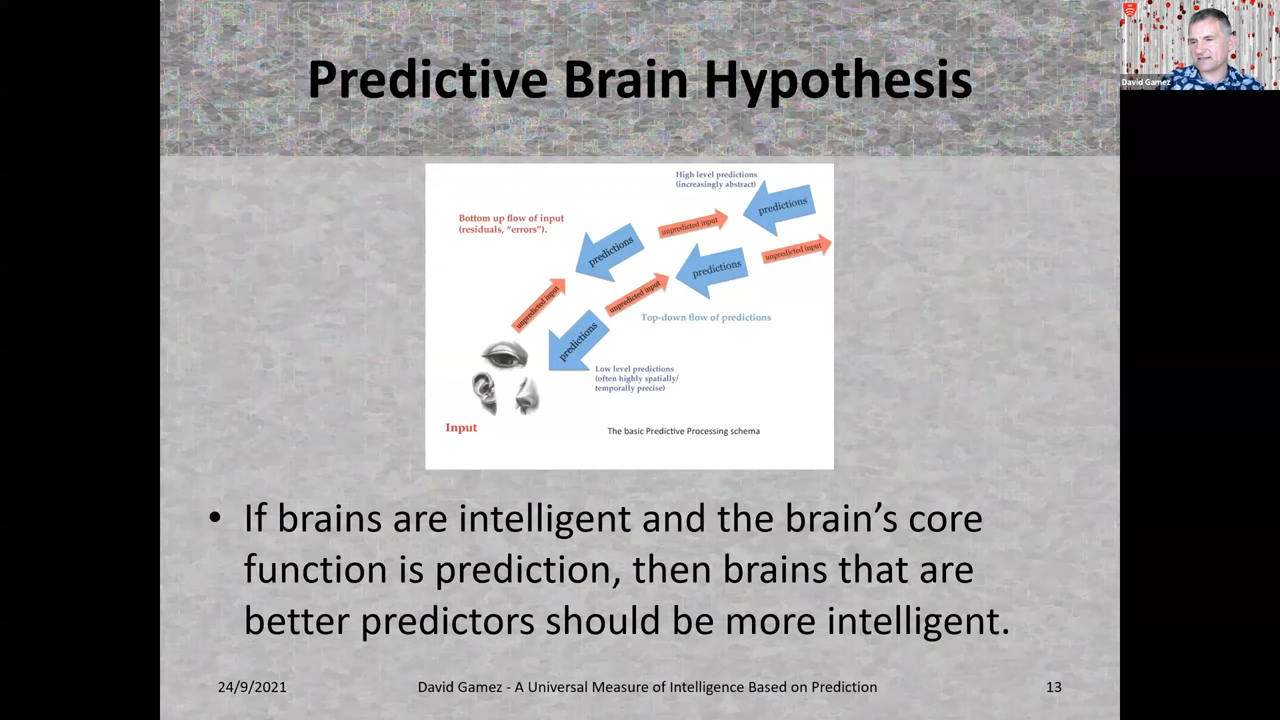 Predictive Brain Hypothesis
David Gamez
High level predictions
(increasingly abstract)
predictions
Bottom up flow of input
(residuals, "errors").
unpredicted input
predictions
unpredicted input
predictions
unpredicted input
unpredicted input
Top-down flow of predictions
predictions
Low level predictions
(often highly spatially/
temporally precise)
Input
The basic Predictive Processing schema
• If brains are intelligent and the brain's core
function is prediction, then brains that are
better predictors should be more intelligent.
24/9/2021
David Gamez - A Universal Measure of Intelligence Based on Prediction
13